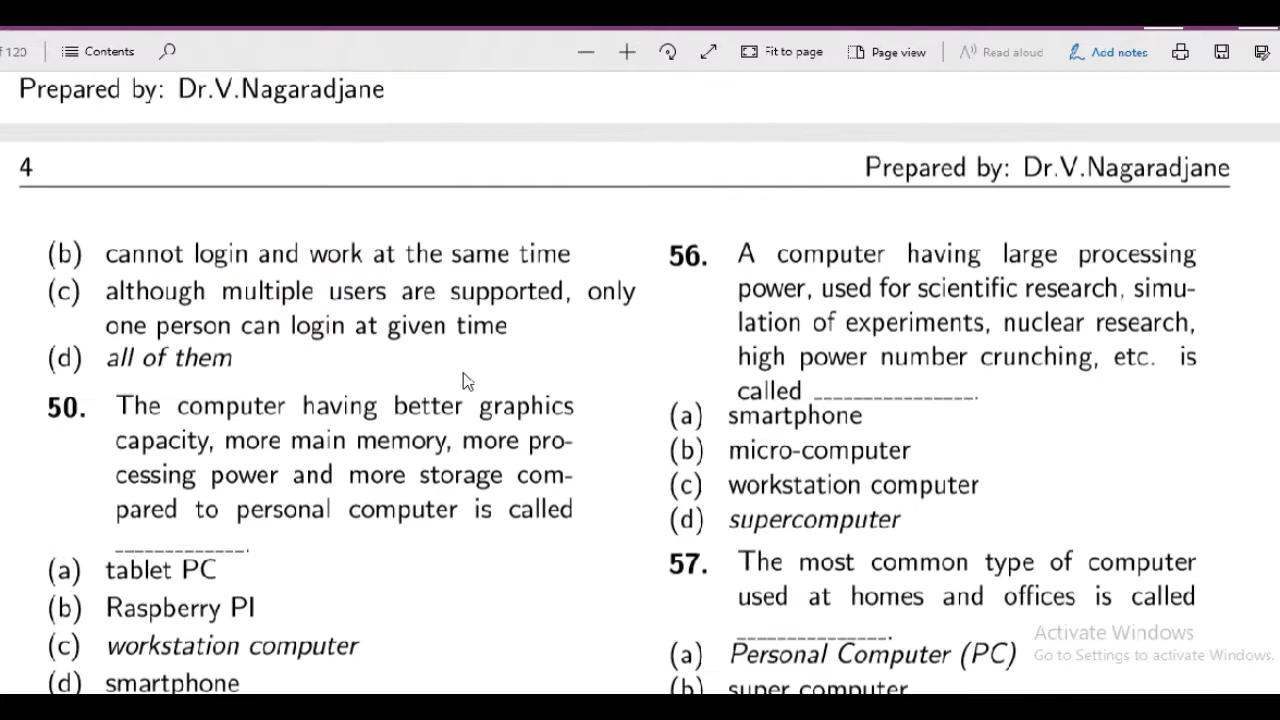 f 120
Contents
Fit to page
Page view
Read aloud
Add notes
Prepared by: Dr.V.Nagaradjane
4
Prepared by: Dr.V.Nagaradjane
(b) cannot login and work at the same time
(c) although multiple users are supported, only
one person can login at given time
(d) all of them
50. The computer having better graphics
capacity, more main memory, more pro-
cessing power and more storage com-
pared to personal computer is called
_____________.
(a) tablet PC
(b) Raspberry PI
(c) workstation computer
(d) smartphone
56. A computer having large processing
power, used for scientific research, simu-
lation of experiments, nuclear research,
high power number crunching, etc. is
called ________________.
(a) smartphone
(b) micro-computer
(c) workstation computer
(d) supercomputer
57. The most common type of computer
used at homes and offices is called
_______________.
(a) Personal Computer (PC)
(b) super computer
Activate Windows
Go to Settings to activate Windows.